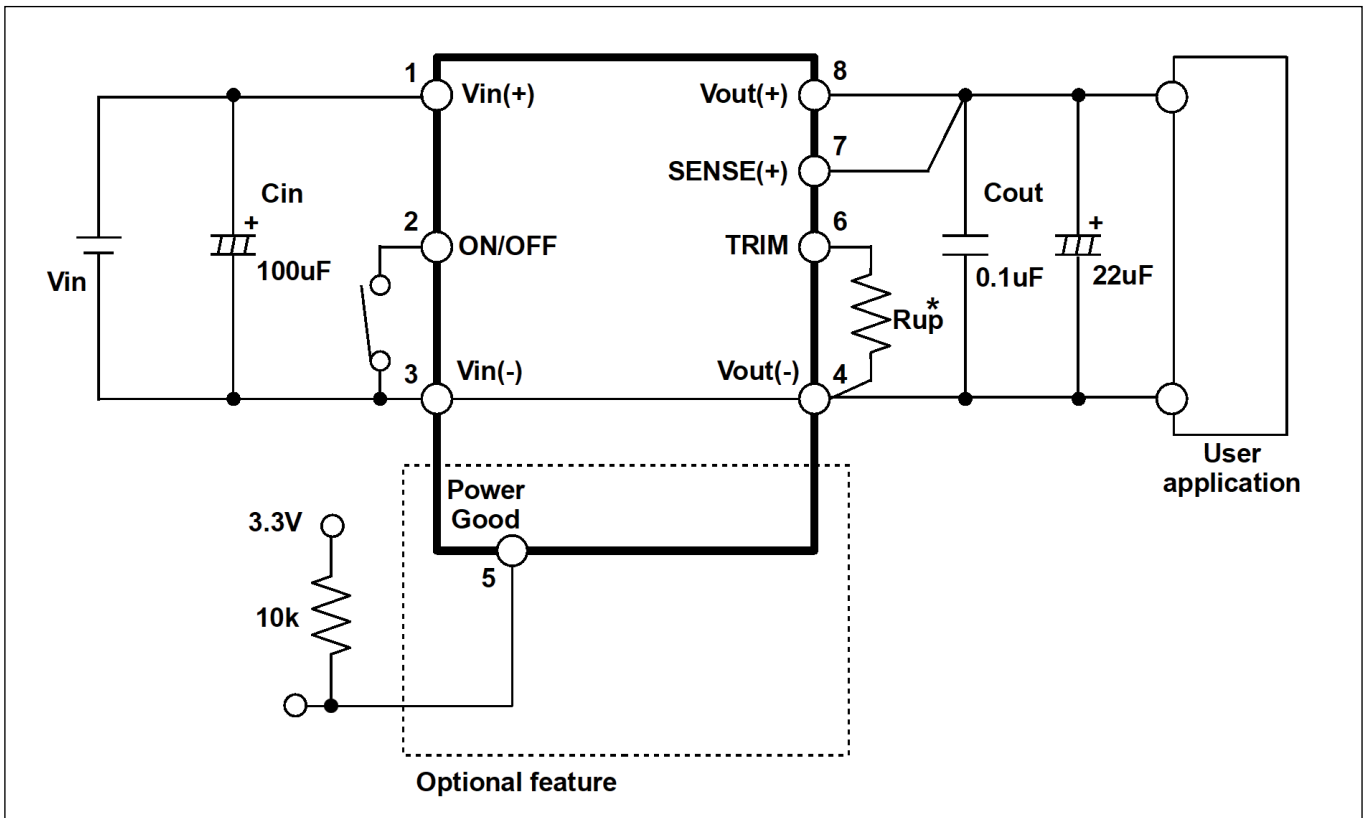 1
Vin(+)
Vout(+)
8
7
SENSE(+)
Cin
+
100uF
2
ON/OFF
TRIM
6
Cout
0.1uF
+
22uF
Vin
Rup*
3
Vin(-)
Vout(-)
4
User
application
Power
Good
5
3.3V
10k
Optional feature